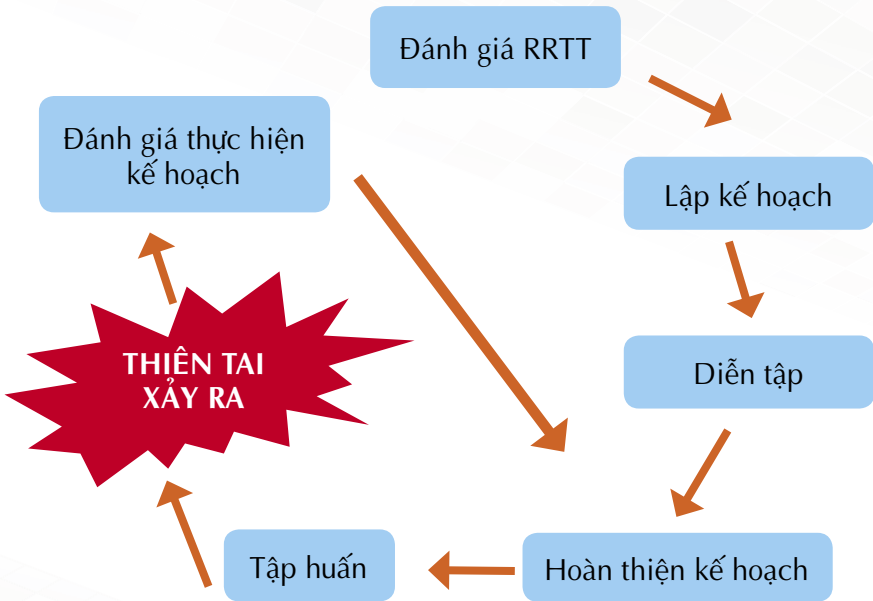 Đánh giá RRTT
Lập kế hoạch
Diễn tập
Hoàn thiện kế hoạch
Tập huấn
THIÊN TAI
XẢY RA
Đánh giá thực hiện
kế hoạch